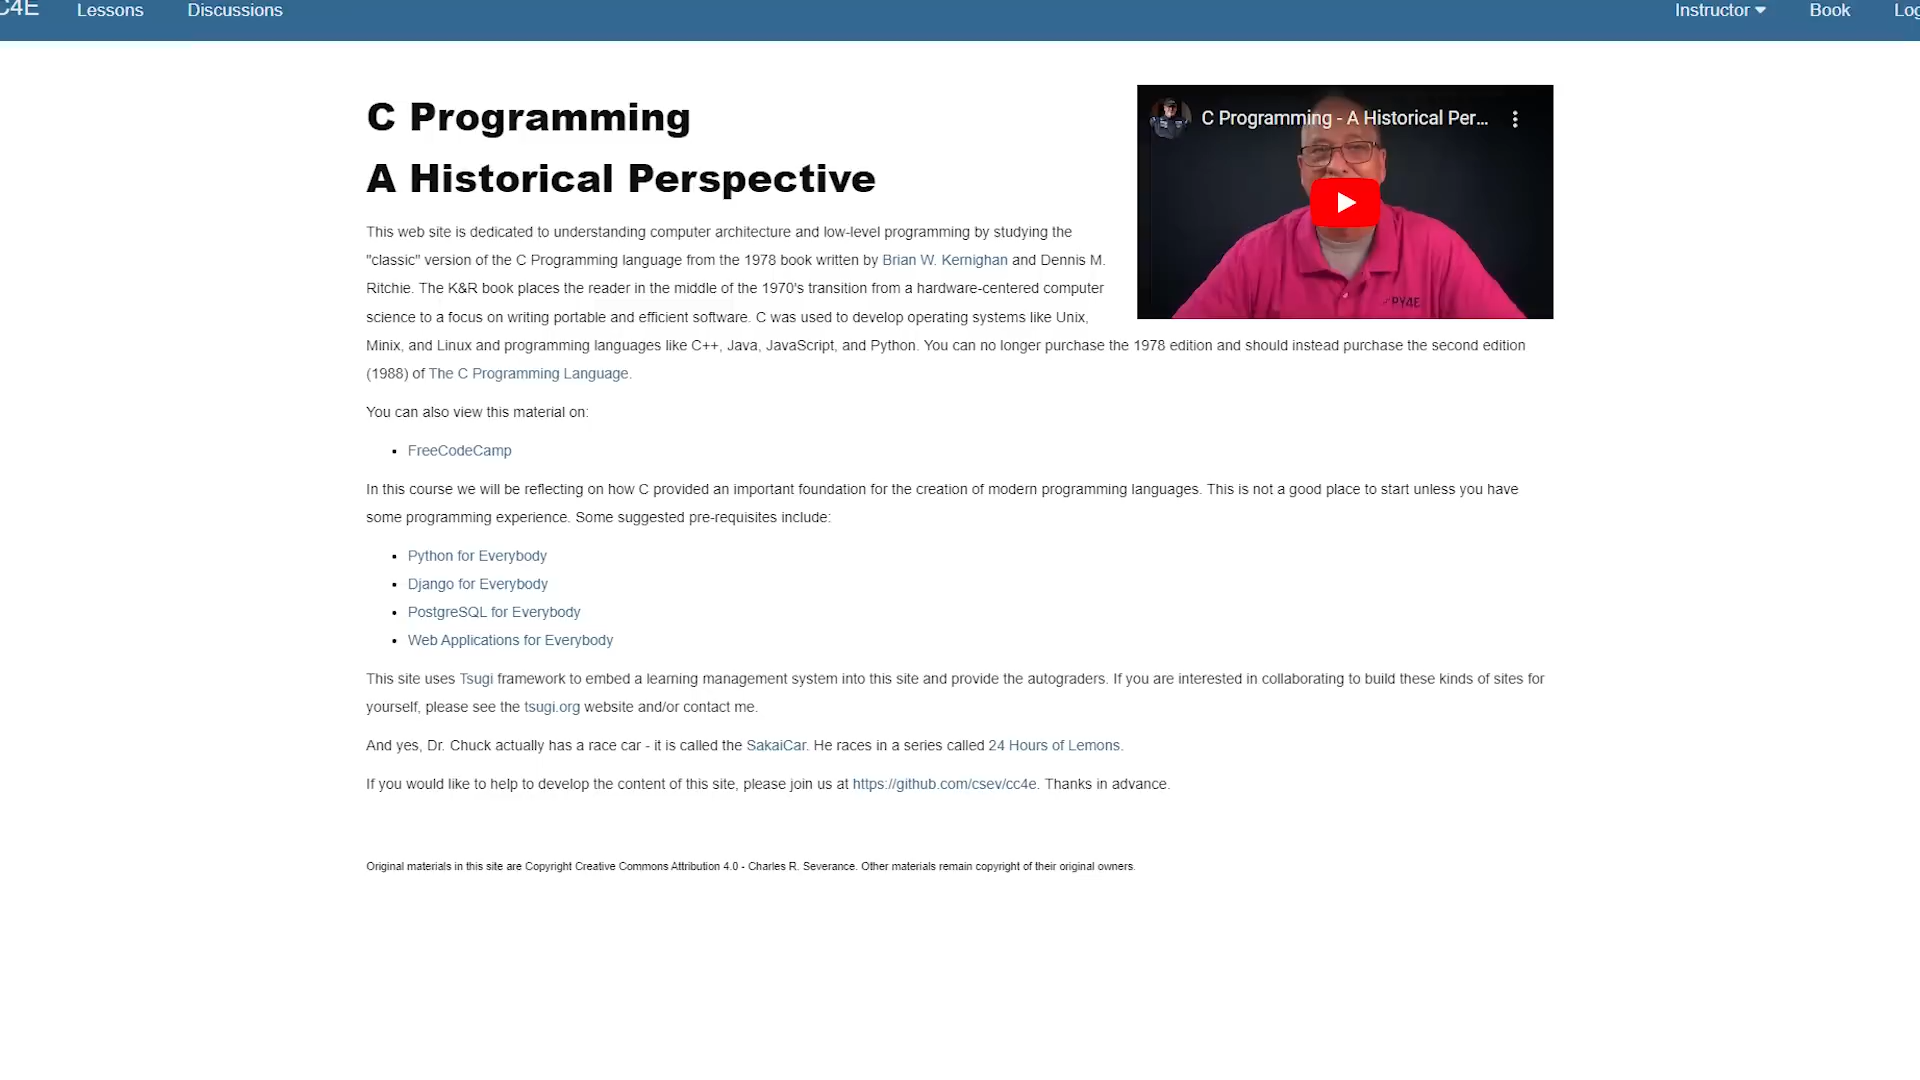 C4E Lessons Discussions Instructor Book Log
C Programming
A Historical Perspective
C Programming - A Historical Per...
PY4E
This web site is dedicated to understanding computer architecture and low-level programming by studying the
"classic" version of the C Programming language from the 1978 book written by Brian W. Kernighan and Dennis M.
Ritchie. The K&R book places the reader in the middle of the 1970's transition from a hardware-centered computer
science to a focus on writing portable and efficient software. C was used to develop operating systems like Unix,
Minix, and Linux and programming languages like C++, Java, JavaScript, and Python. You can no longer purchase the 1978 edition and should instead purchase the second edition
(1988) of The C Programming Language.
You can also view this material on:
FreeCodeCamp
In this course we will be reflecting on how C provided an important foundation for the creation of modern programming languages. This is not a good place to start unless you have
some programming experience. Some suggested pre-requisites include:
Python for Everybody
Django for Everybody
PostgreSQL for Everybody
Web Applications for Everybody
This site uses Tsugi framework to embed a learning management system into this site and provide the autograders. If you are interested in collaborating to build these kinds of sites for
yourself, please see the tsugi.org website and/or contact me.
And yes, Dr. Chuck actually has a race car - it is called the SakaiCar. He races in a series called 24 Hours of Lemons.
If you would like to help to develop the content of this site, please join us at https://github.com/csev/cc4e. Thanks in advance.
Original materials in this site are Copyright Creative Commons Attribution 4.0 - Charles R. Severance. Other materials remain copyright of their original owners.